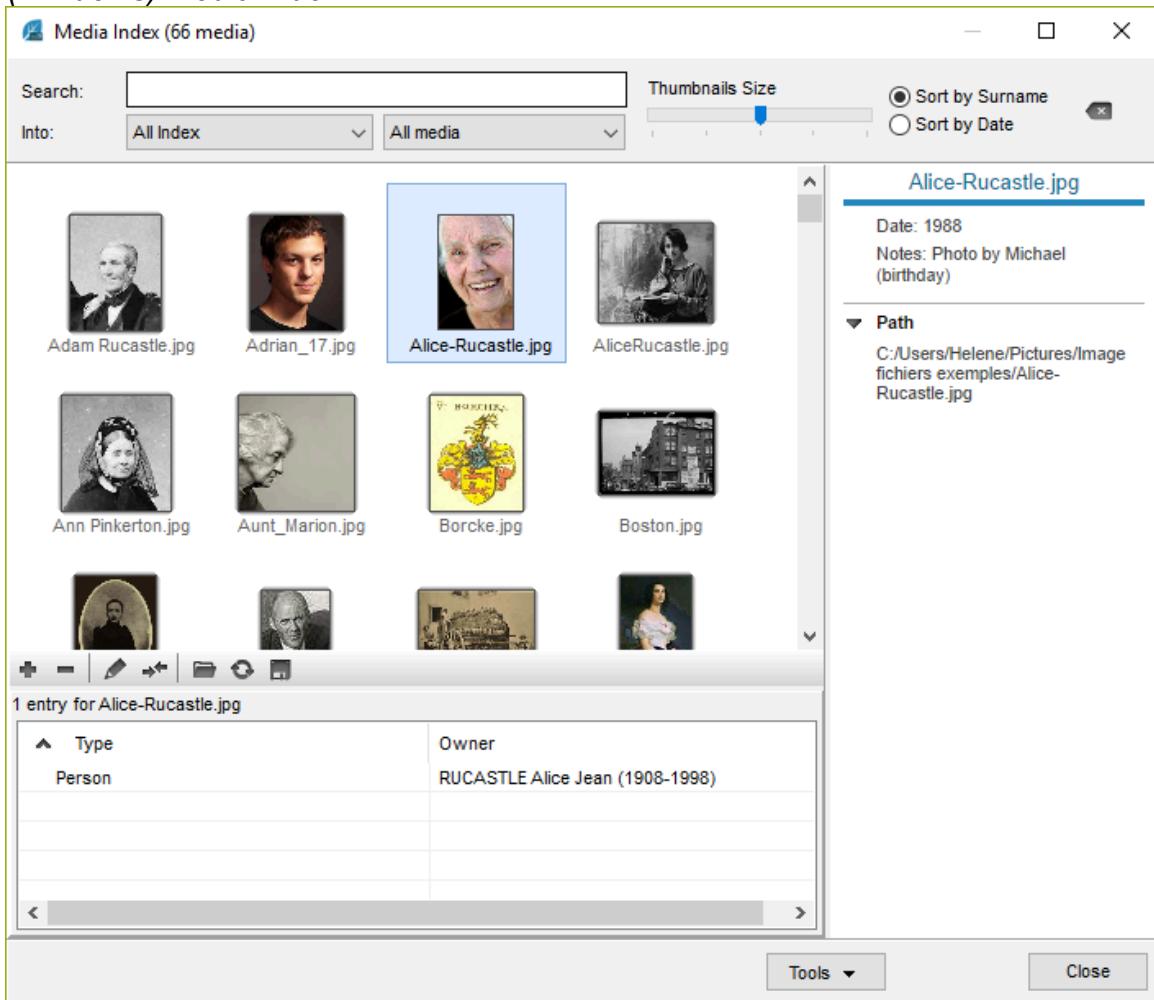 Media Index (66 media)
Search:
Thumbnails Size
Sort by Surname
Into:
All Index
All media
Sort by Date
Alice-Rucastle.jpg
Date: 1988
Notes: Photo by Michael
(birthday)
Path
C:/Users/Helene/Pictures/Image
fichiers exemples/Alice-
Rucastle.jpg
Adam Rucastle.jpg
Adrian_17.jpg
Alice-Rucastle.jpg
AliceRucastle.jpg
Ann Pinkerton.jpg
Aunt_Marion.jpg
Borcke.jpg
Boston.jpg
1 entry for Alice-Rucastle.jpg
Type
Owner
Person
RUCASTLE Alice Jean (1908-1998)
Tools
Close